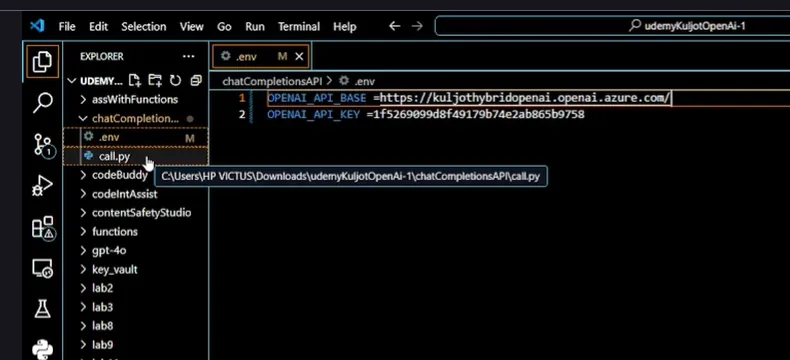 File Edit Selection View Go Run Terminal Help
udemyKuljotOpenAi-1
EXPLORER
UDEMY...
assWithFunctions
chatCompletion...
.env M
call.py
codeBuddy
codeIntAssist
contentSafetyStudio
functions
gpt-4o
key_vault
lab2
lab3
lab8
lab9
.env M
chatCompletionsAPI > .env
1 OPENAI_API_BASE =https://kuljothybridopenai.openai.azure.com/
2 OPENAI_API_KEY =1f5269099d8f49179b74e2ab865b9758
C:\Users\HP VICTUS\Downloads\udemyKuljotOpenAi-1\chatCompletionsAPI\call.py
1